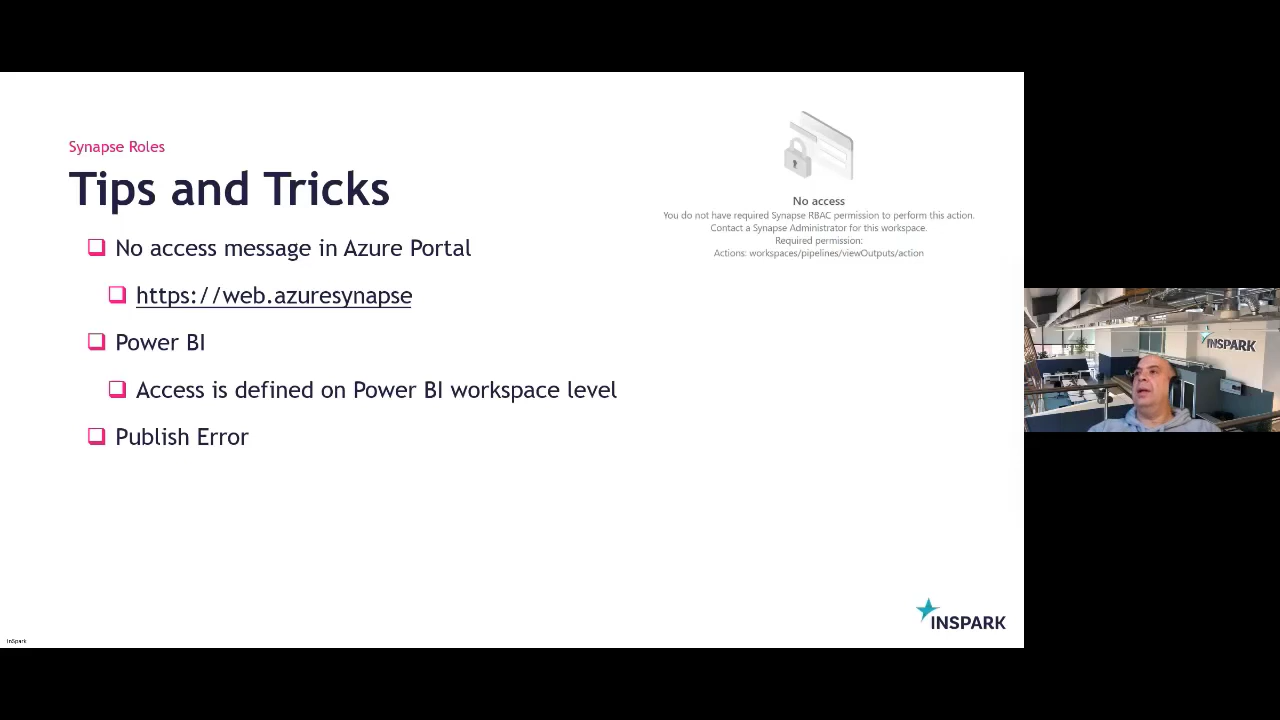 Synapse Roles
Tips and Tricks
No access message in Azure Portal
https://web.azuresynapse
Power BI
Access is defined on Power BI workspace level
Publish Error
No access
You do not have required Synapse RBAC permission to perform this action.
Contact a Synapse Administrator for this workspace.
Required permission:
Actions: workspaces/pipelines/viewOutputs/action
INSPARK
INSPARK
InSpark